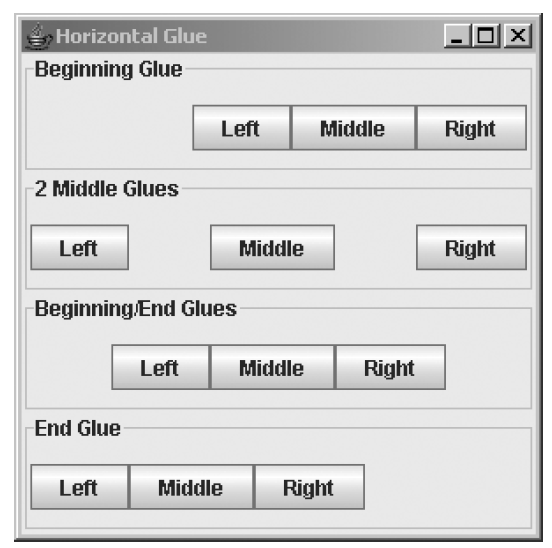 Horizontal Glue
Beginning Glue
Left Middle Right
2 Middle Glues
Left Middle Right
Beginning/End Glues
Left Middle Right
End Glue
Left Middle Right